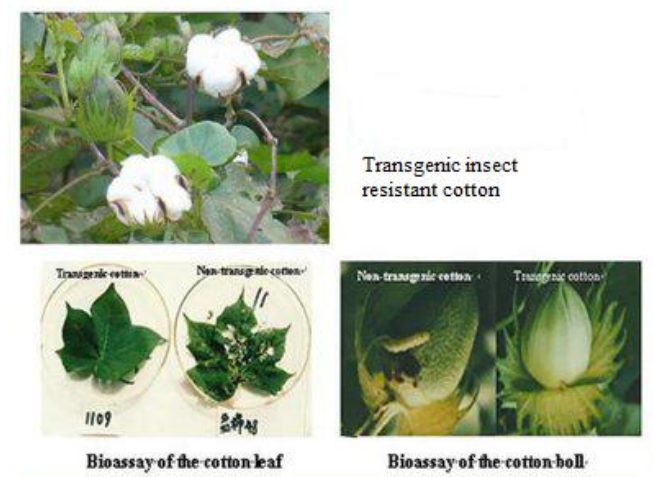 Transgenic insect
resistant cotton
Transgenic cotton
Non-transgenic cotton
11
1109
Non-transgenic cotton
Transgenic cotton
Bioassay of the cotton leaf
Bioassay of the cotton boll